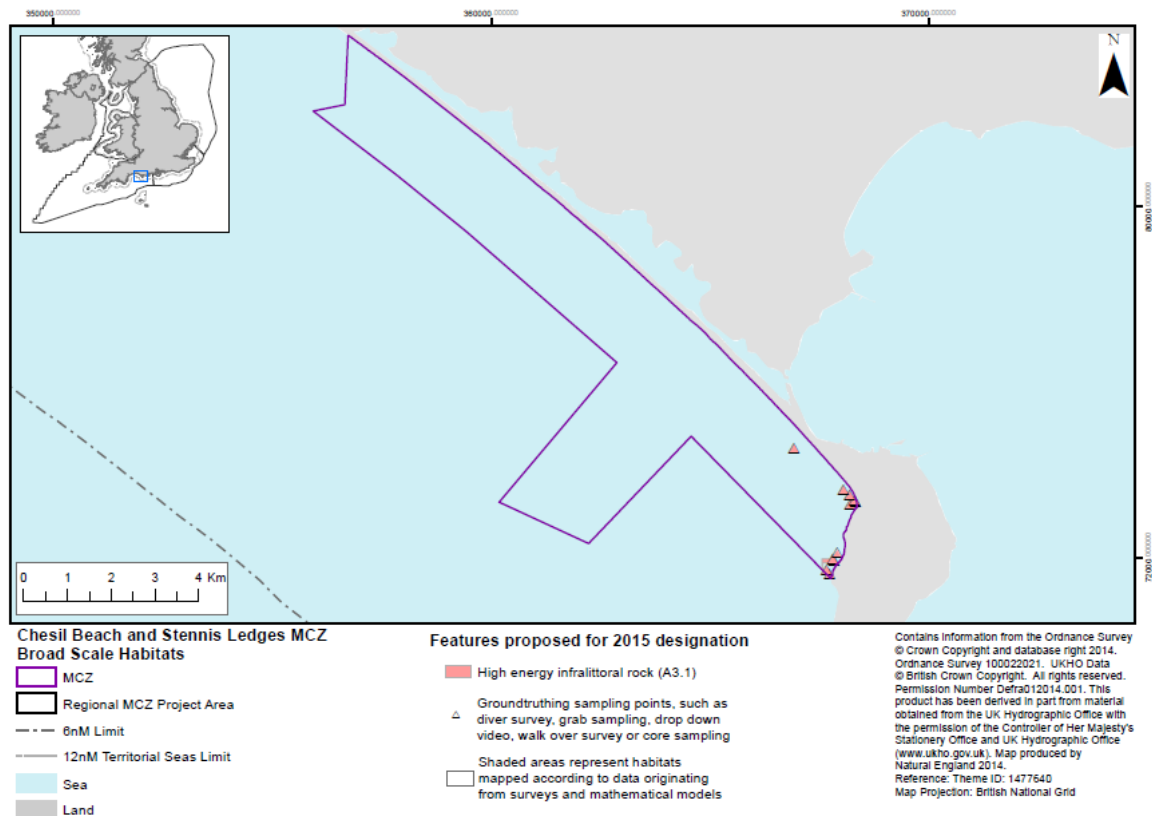 350000.000000
360000.000000
370000.000000
N
80000.000000
72000.000000
0 1 2 3 4 Km
Chesil Beach and Stennis Ledges MCZ
Broad Scale Habitats
MCZ
Regional MCZ Project Area
6nM Limit
12nM Territorial Seas Limit
Sea
Land
Features proposed for 2015 designation
High energy infralittoral rock (A3.1)
Groundtruthing sampling points, such as
diver survey, grab sampling, drop down
video, walk over survey or core sampling
Shaded areas represent habitats
mapped according to data originating
from surveys and mathematical models
Contains information from the Ordnance Survey
© Crown Copyright and database right 2014.
Ordnance Survey 100022021. UKHO Data
© British Crown Copyright. All rights reserved.
Permission Number Defra012014.001. This
product has been derived in part from material
obtained from the UK Hydrographic Office with
the permission of the Controller of Her Majesty's
Stationery Office and UK Hydrographic Office
(www.ukho.gov.uk). Map produced by
Natural England 2014.
Reference: Theme ID: 1477640
Map Projection: British National Grid